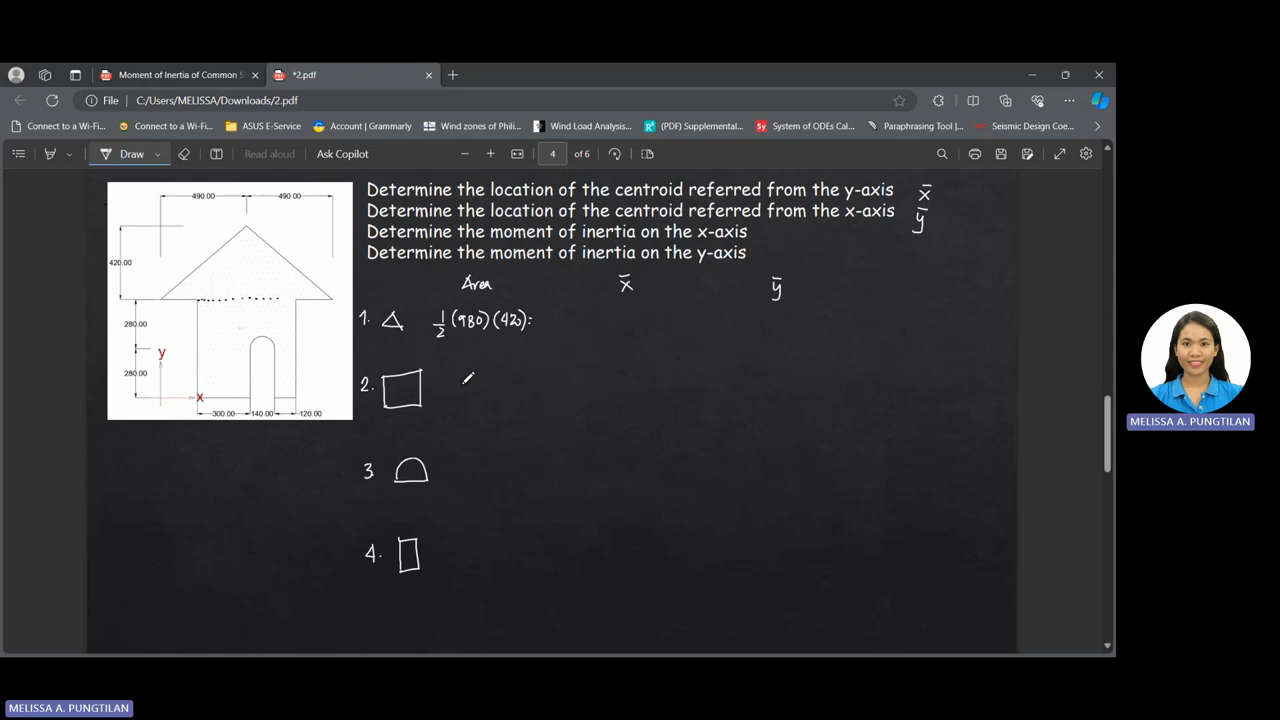 Moment of Inertia of Common S
*2.pdf
File
C:/Users/MELISSA/Downloads/2.pdf
Connect to a Wi-Fi...
Connect to a Wi-Fi...
ASUS E-Service
Account | Grammarly
Wind zones of Phili...
Wind Load Analysis...
(PDF) Supplemental...
System of ODEs Cal...
Paraphrasing Tool |...
Seismic Design Coe...
Draw
Read aloud
Ask Copilot
4
of 6
490.00
490.00
420.00
280.00
280.00
y
x
300.00
140.00
120.00
Determine the location of the centroid referred from the y-axis x̄
Determine the location of the centroid referred from the x-axis ȳ
Determine the moment of inertia on the x-axis
Determine the moment of inertia on the y-axis
Area x̄ ȳ
1. 1/2 (980)(420) =
2.
3
4.
MELISSA A. PUNGTILAN
MELISSA A. PUNGTILAN